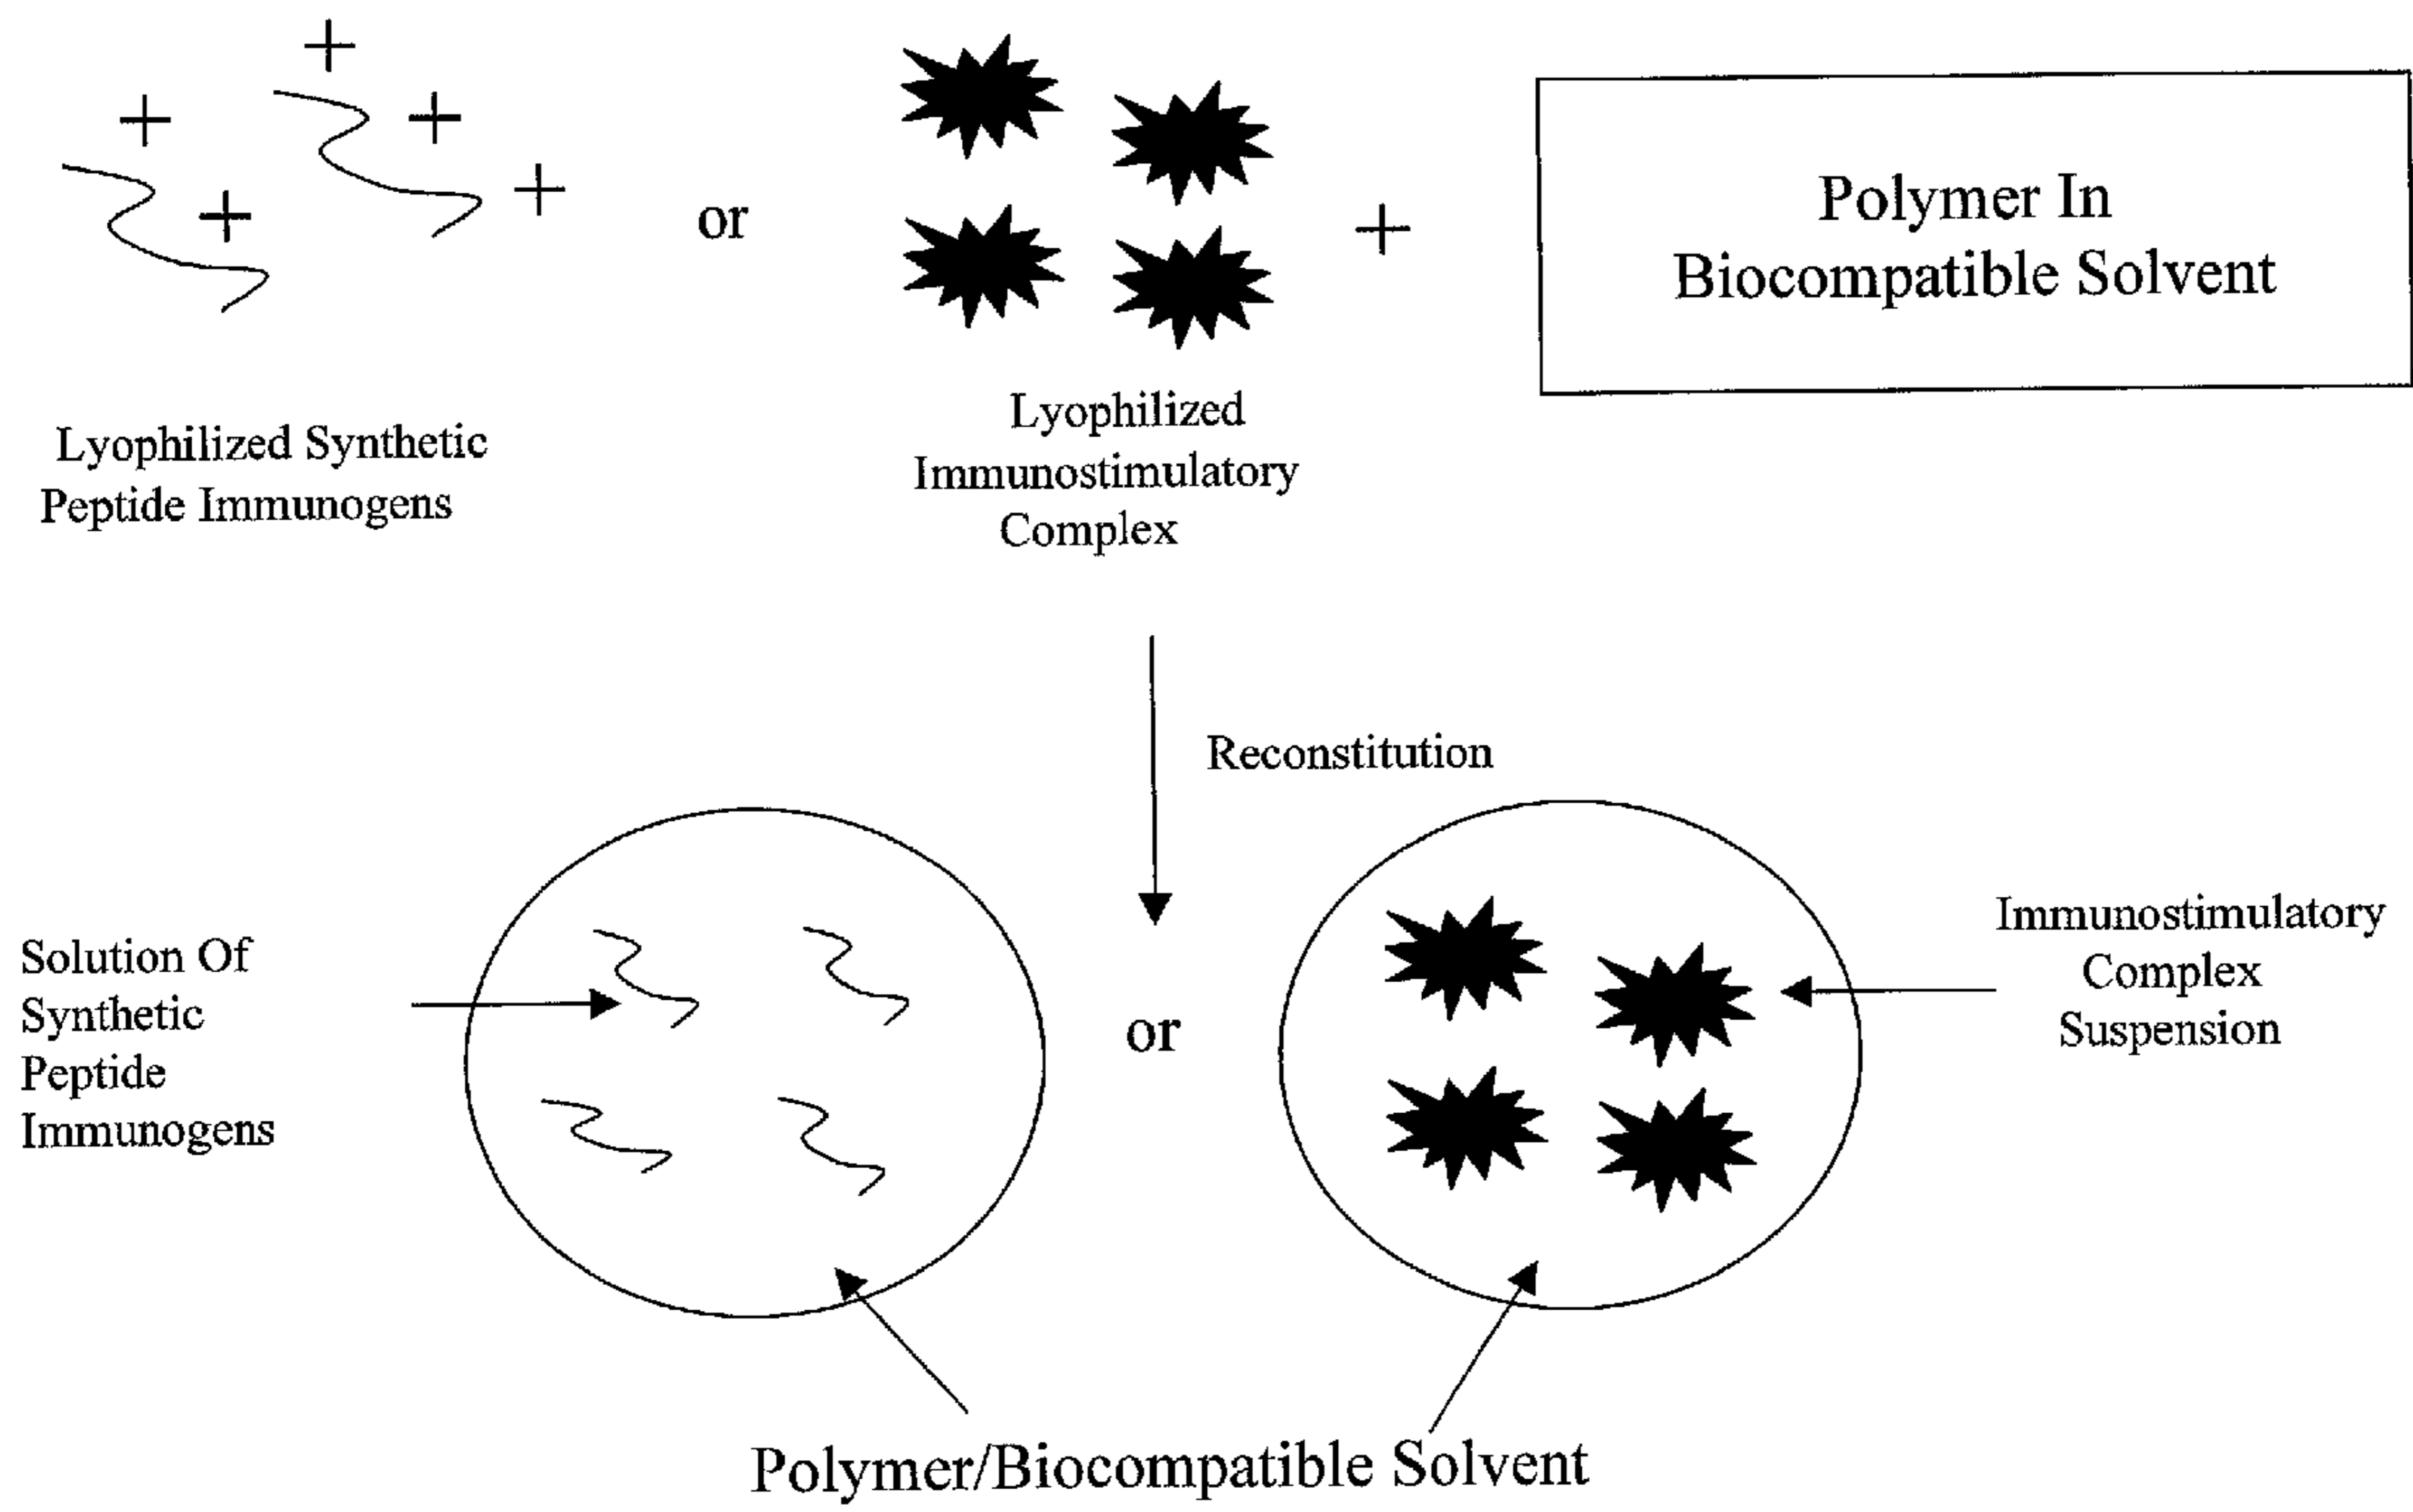 or
+
Polymer In
Biocompatible Solvent
Lyophilized Synthetic
Peptide Immunogens
Lyophilized
Immunostimulatory
Complex
Reconstitution
Solution Of
Synthetic
Peptide
Immunogens
or
Immunostimulatory
Complex
Suspension
Polymer/Biocompatible Solvent